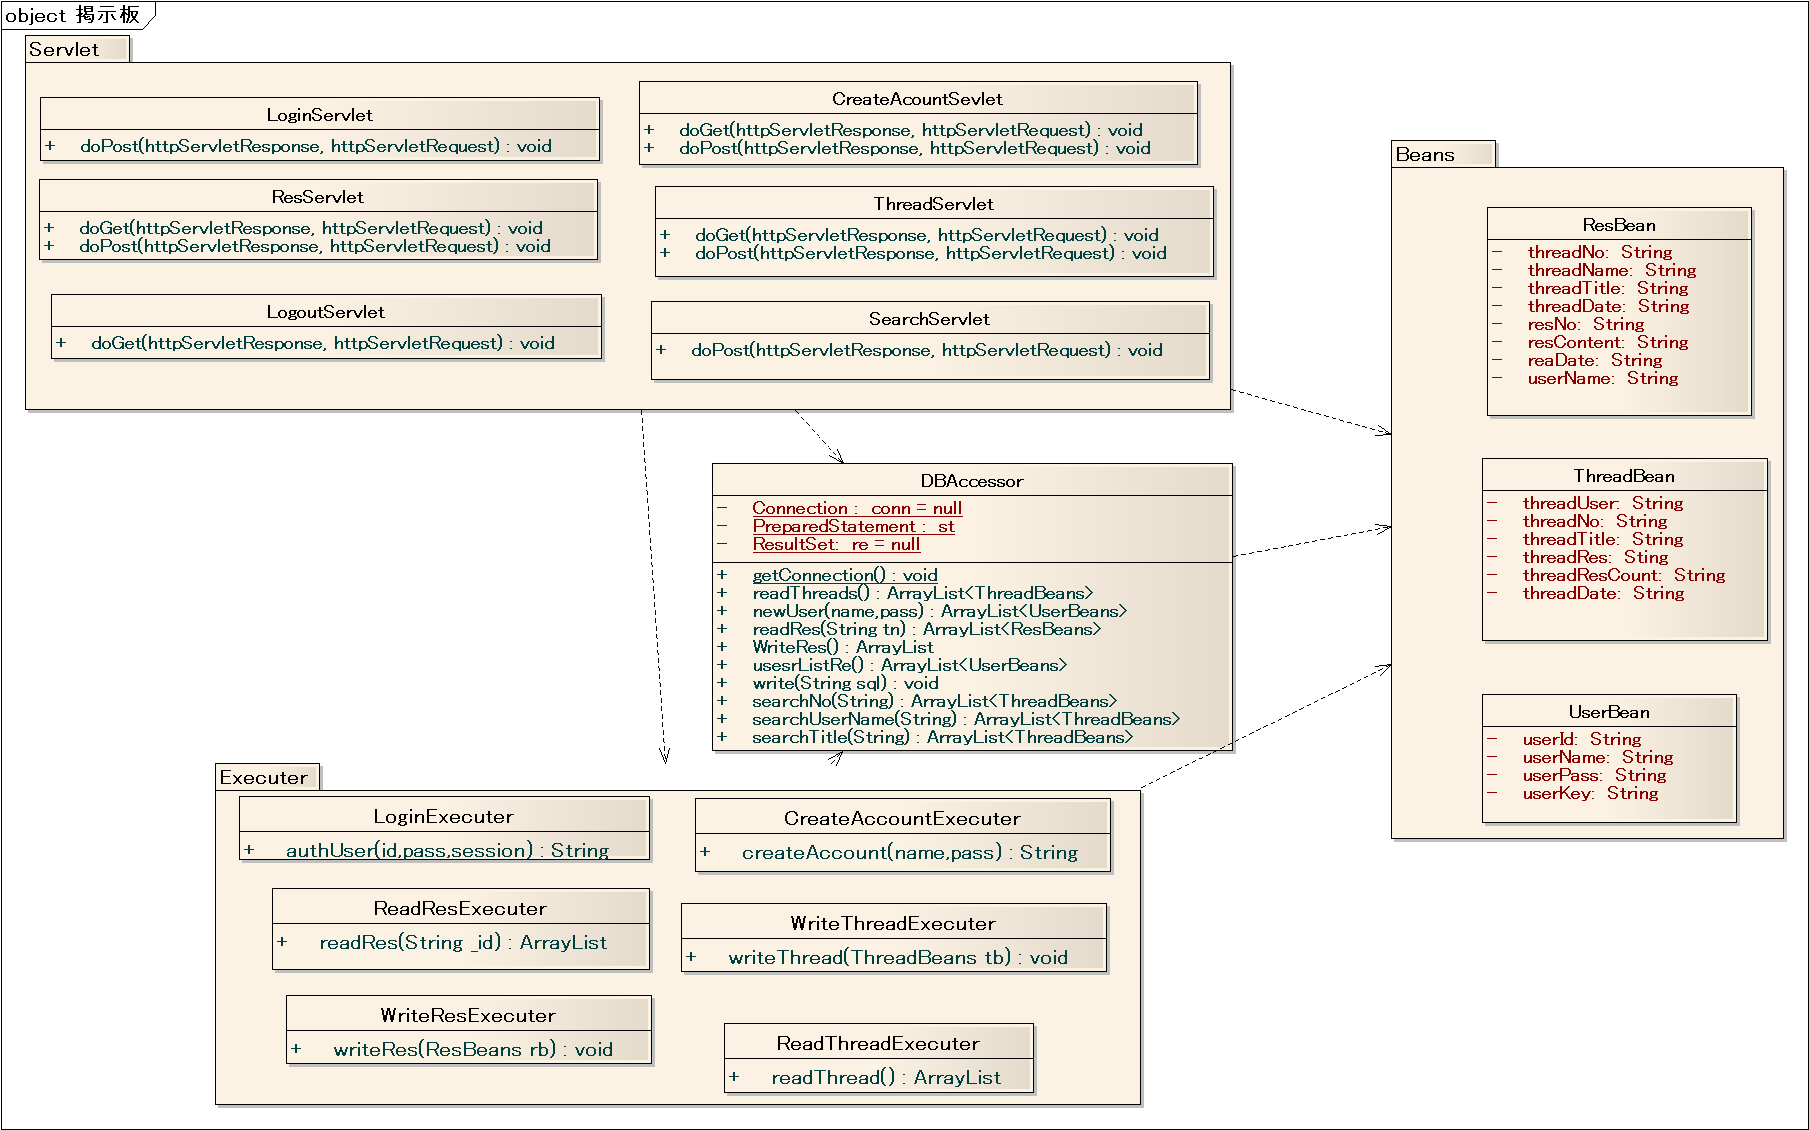 object 掲示板
Servlet
LoginServlet
+ doPost(httpServletResponse, httpServletRequest) : void
CreateAcountSevlet
+ doGet(httpServletResponse, httpServletRequest) : void
+ doPost(httpServletResponse, httpServletRequest) : void
ResServlet
+ doGet(httpServletResponse, httpServletRequest) : void
+ doPost(httpServletResponse, httpServletRequest) : void
ThreadServlet
+ doGet(httpServletResponse, httpServletRequest) : void
+ doPost(httpServletResponse, httpServletRequest) : void
LogoutServlet
+ doGet(httpServletResponse, httpServletRequest) : void
SearchServlet
+ doPost(httpServletResponse, httpServletRequest) : void
Beans
ResBean
- threadNo: String
- threadName: String
- threadTitle: String
- threadDate: String
- resNo: String
- resContent: String
- reaDate: String
- userName: String
ThreadBean
- threadUser: String
- threadNo: String
- threadTitle: String
- threadRes: Sting
- threadResCount: String
- threadDate: String
UserBean
- userId: String
- userName: String
- userPass: String
- userKey: String
DBAccessor
- Connection : conn = null
- PreparedStatement : st
- ResultSet: re = null
+ getConnection() : void
+ readThreads() : ArrayList<ThreadBeans>
+ newUser(name,pass) : ArrayList<UserBeans>
+ readRes(String tn) : ArrayList<ResBeans>
+ WriteRes() : ArrayList
+ usesrListRe() : ArrayList<UserBeans>
+ write(String sql) : void
+ searchNo(String) : ArrayList<ThreadBeans>
+ searchUserName(String) : ArrayList<ThreadBeans>
+ searchTitle(String) : ArrayList<ThreadBeans>
Executer
LoginExecuter
+ authUser(id,pass,session) : String
CreateAccountExecuter
+ createAccount(name,pass) : String
ReadResExecuter
+ readRes(String _id) : ArrayList
WriteThreadExecuter
+ writeThread(ThreadBeans tb) : void
WriteResExecuter
+ writeRes(ResBeans rb) : void
ReadThreadExecuter
+ readThread() : ArrayList